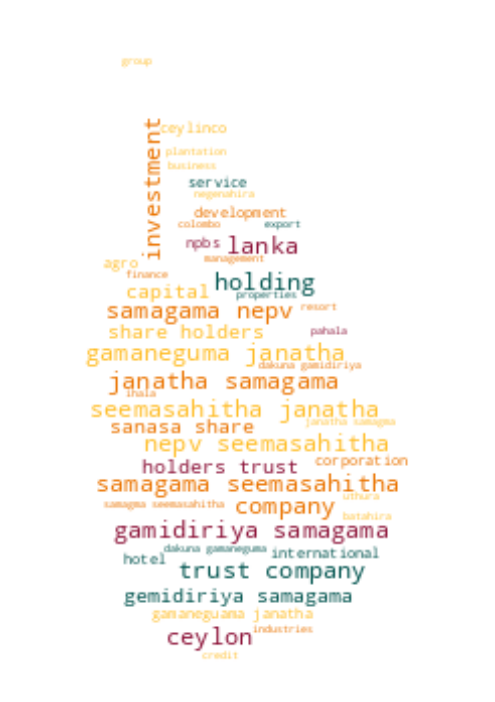 group
ceylinco
investment
plantation
business
service
negenahira
development
colombo export
npbs lanka
management
agro
finance
holding
capital properties
samagama nepv resort
share holders pahala
gamaneguma janatha
dakuna gamidiriya
janatha samagama
ihala
seemasahitha janatha
sanasa share janatha samagma
nepv seemasahitha
holders trust corporation
samagama seemasahitha
uthura
samagma seemasahitha company
batahira
gamidiriya samagama
dakuna gamaneguma international
hotel
trust company
gemidiriya samagama
gamaneguama janatha
ceylon industries
credit